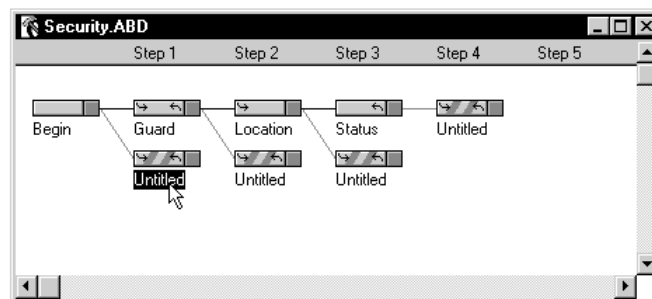 Security.ABD
Step 1 Step 2 Step 3 Step 4 Step 5
Begin Guard Location Status Untitled
Untitled Untitled Untitled